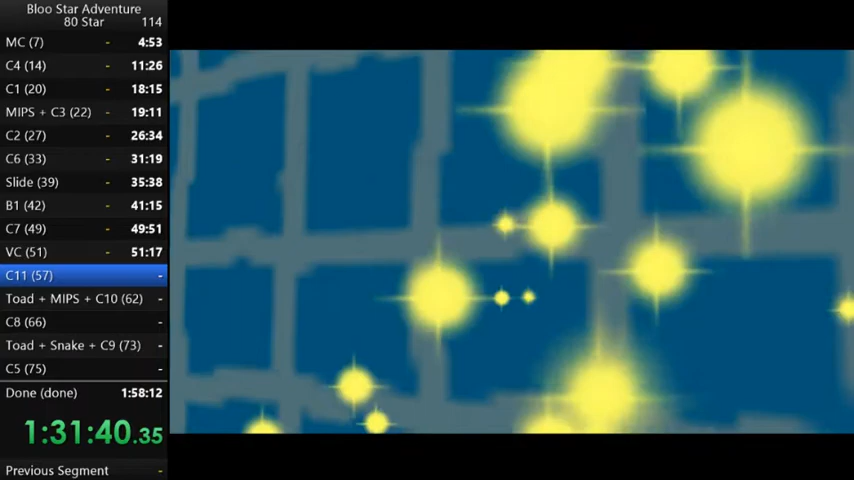 Bloo Star Adventure
80 Star 114
MC (7) - 4:53
C4 (14) - 11:26
C1 (20) - 18:15
MIPS + C3 (22) - 19:11
C2 (27) - 26:34
C6 (33) - 31:19
Slide (39) - 35:38
B1 (42) - 41:15
C7 (49) - 49:51
VC (51) - 51:17
C11 (57) -
Toad + MIPS + C10 (62) -
C8 (66) -
Toad + Snake + C9 (73) -
C5 (75) -
Done (done) 1:58:12
1:31:40.35
Previous Segment -